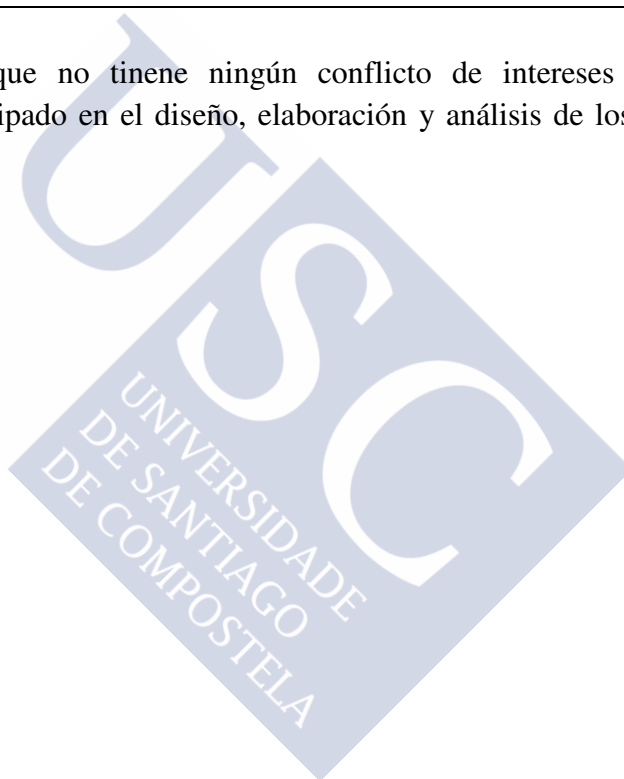 que no tinene ningún conflicto de intereses
ipado en el diseño, elaboración y análisis de los
USC
UNIVERSIDADE
DE SANTIAGO
DE COMPOSTELA